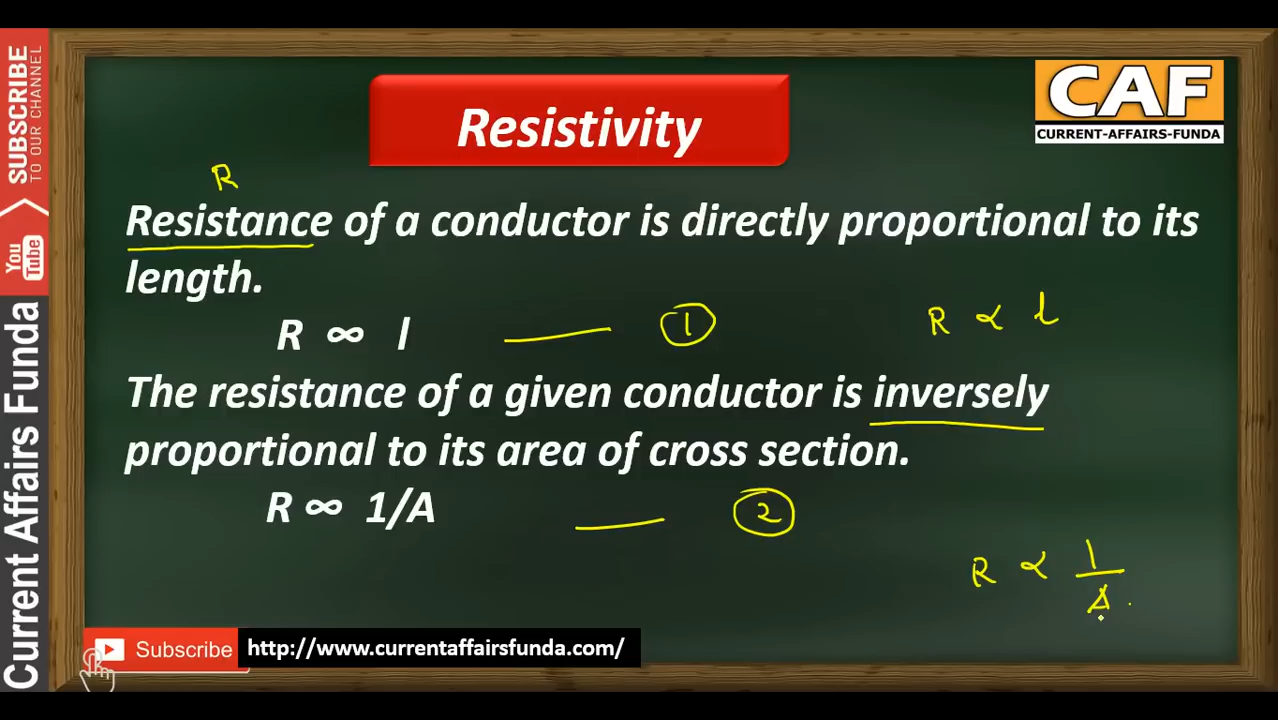 SUBSCRIBE
TO OUR CHANNEL
You
Tube
Current Affairs Funda
CAF
CURRENT-AFFAIRS-FUNDA
Resistivity
R
Resistance of a conductor is directly proportional to its
length.
R ∞ l ① R ∝ l
The resistance of a given conductor is inversely
proportional to its area of cross section.
R ∞ 1/A ②
R ∝ 1/A
Subscribe http://www.currentaffairsfunda.com/